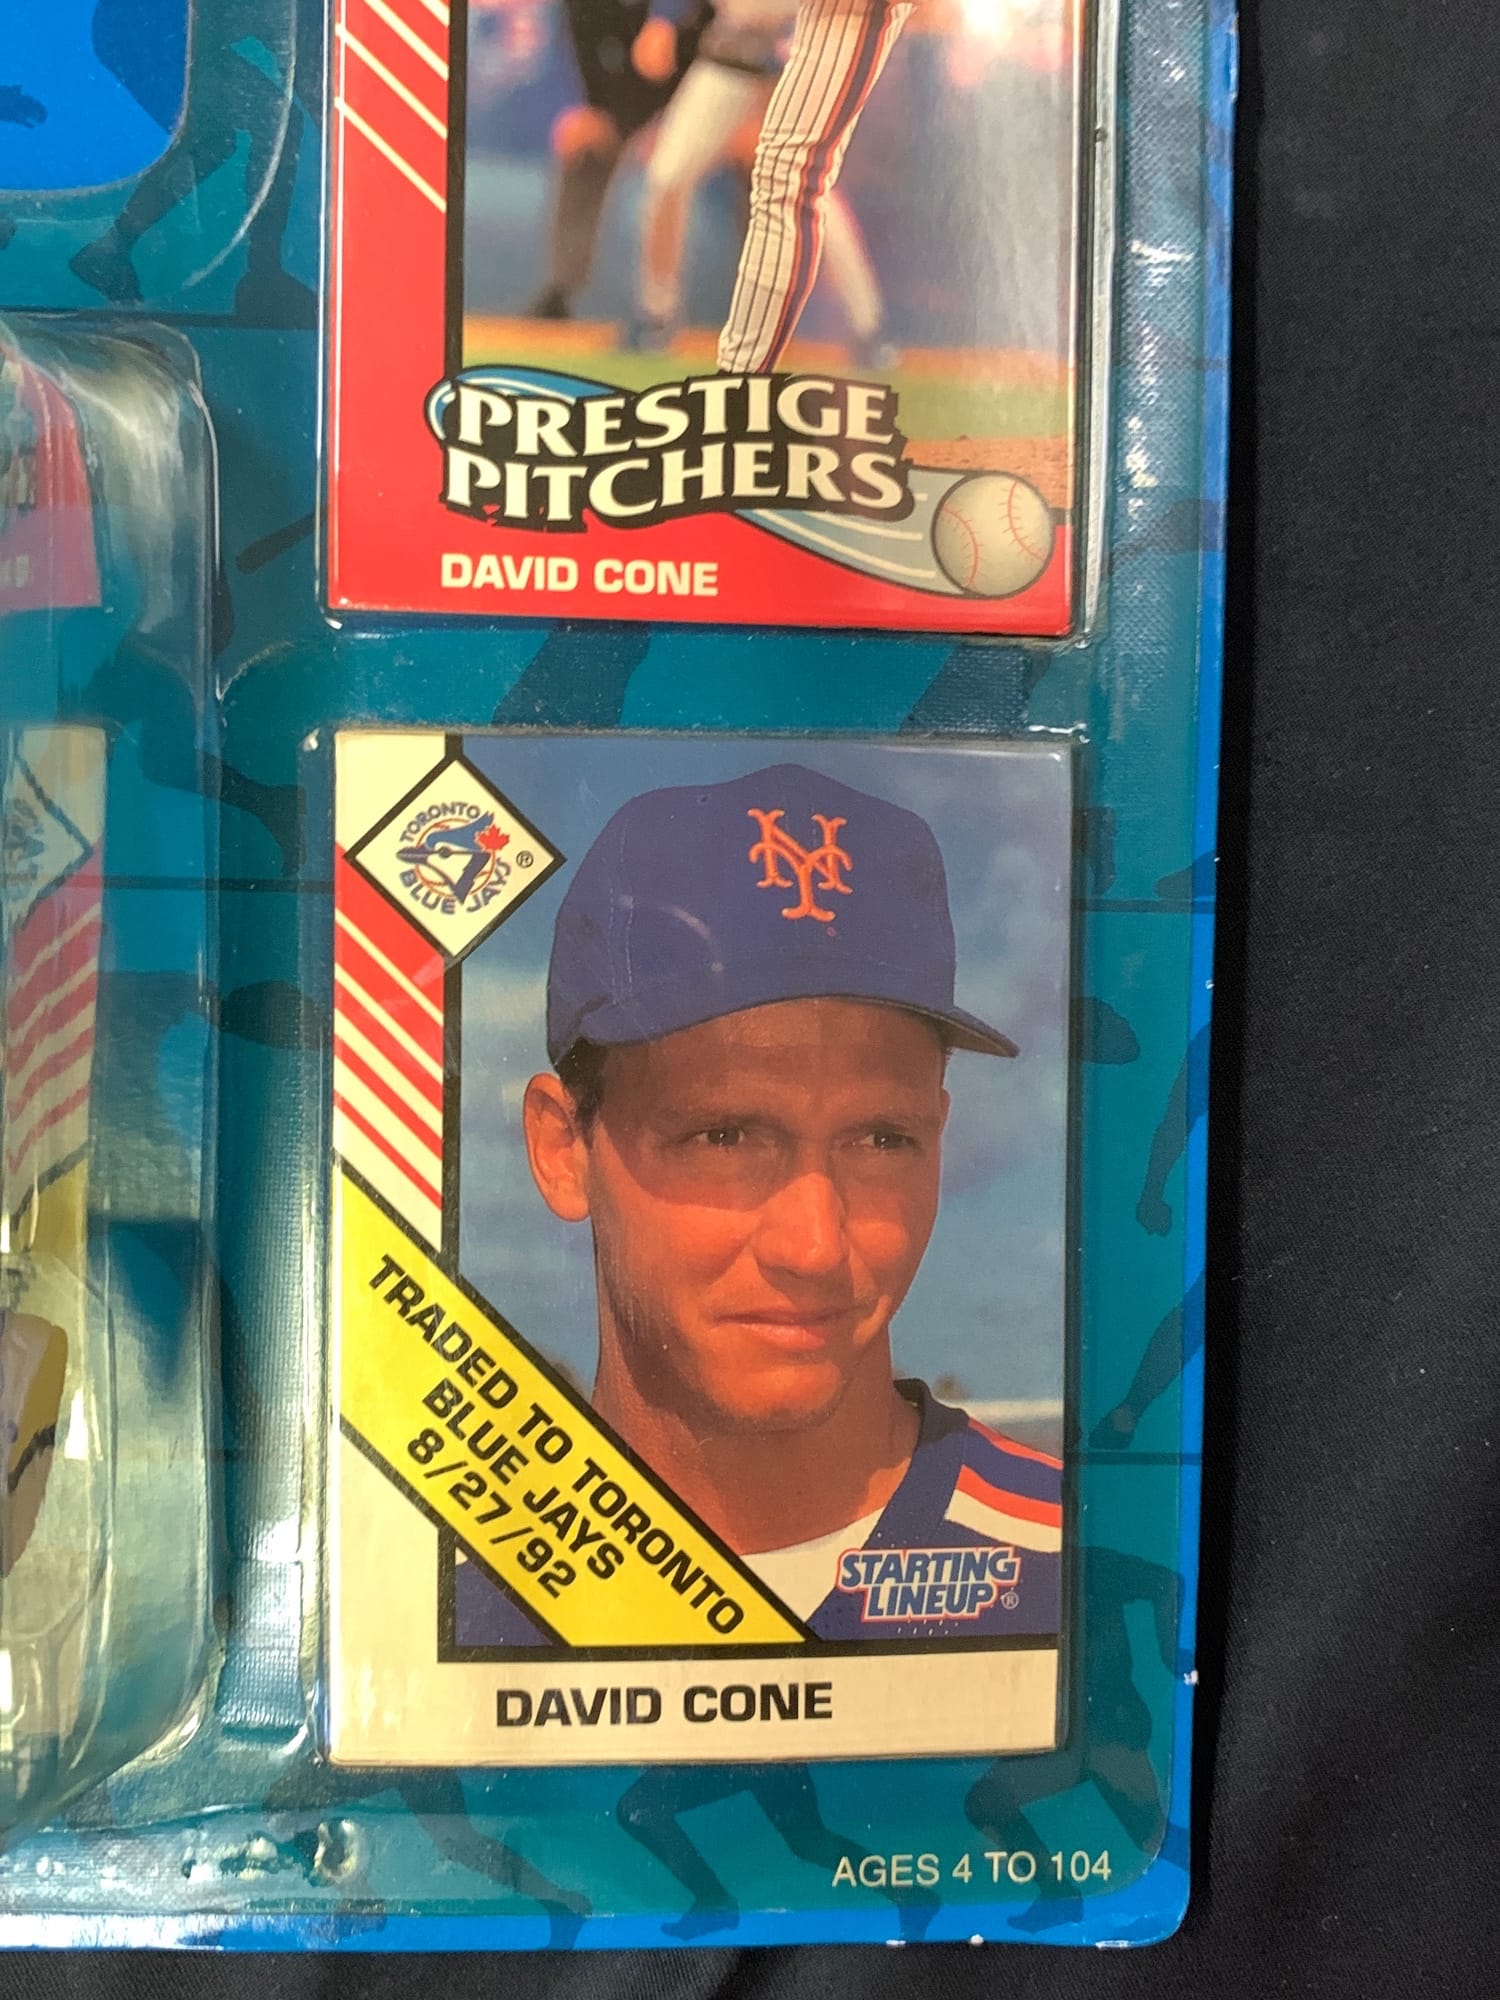 PRESTIGE
PITCHERS
DAVID CONE
TORONTO
BLUE JAYS ®
NY
TRADED TO TORONTO
BLUE JAYS
8/27/92
STARTING
LINEUP ®
DAVID CONE
AGES 4 TO 104